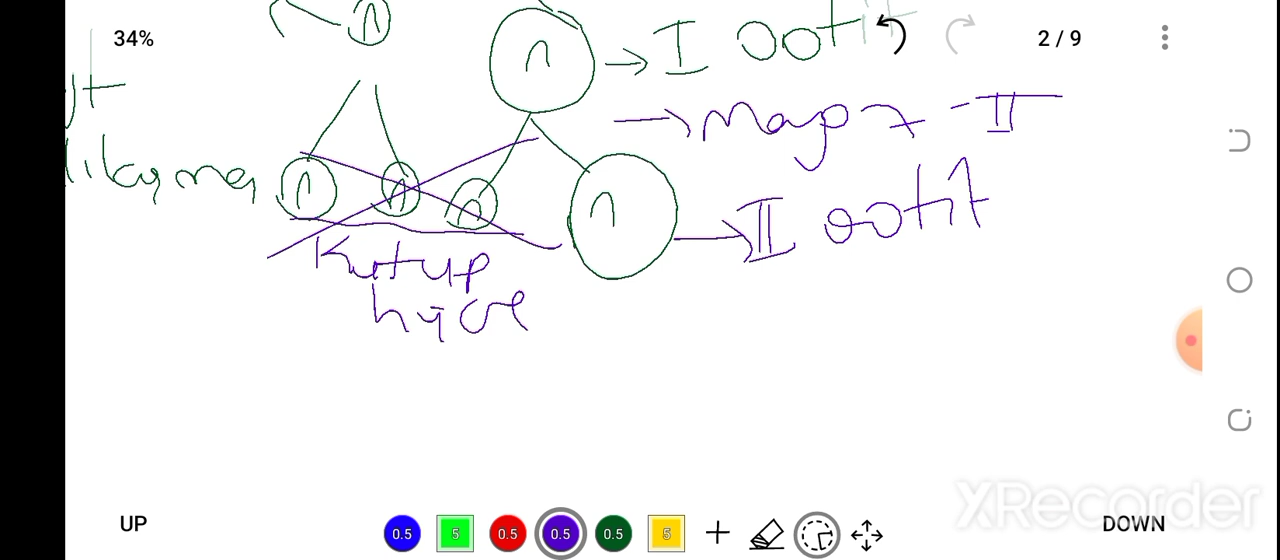 34%
2 / 9
n
n → I ootit
→ Mayoz - II
n n n n → II ootit
Kutup
hycre
0.5 5 0.5 0.5 0.5 5
UP
DOWN
XRecorder